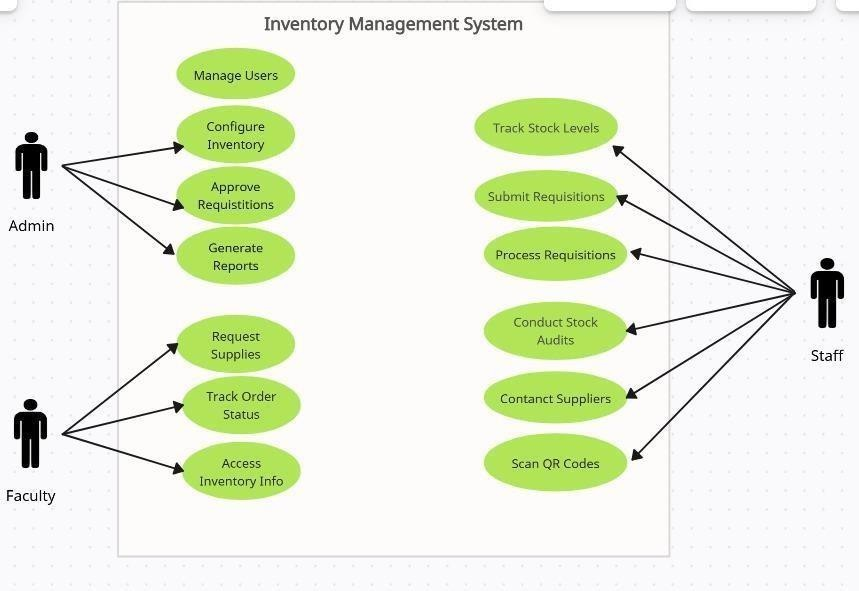 Inventory Management System
Manage Users
Configure
Inventory
Approve
Requistitions
Generate
Reports
Admin
Request
Supplies
Track Order
Status
Access
Inventory Info
Faculty
Track Stock Levels
Submit Requisitions
Process Requisitions
Conduct Stock
Audits
Contanct Suppliers
Scan QR Codes
Staff